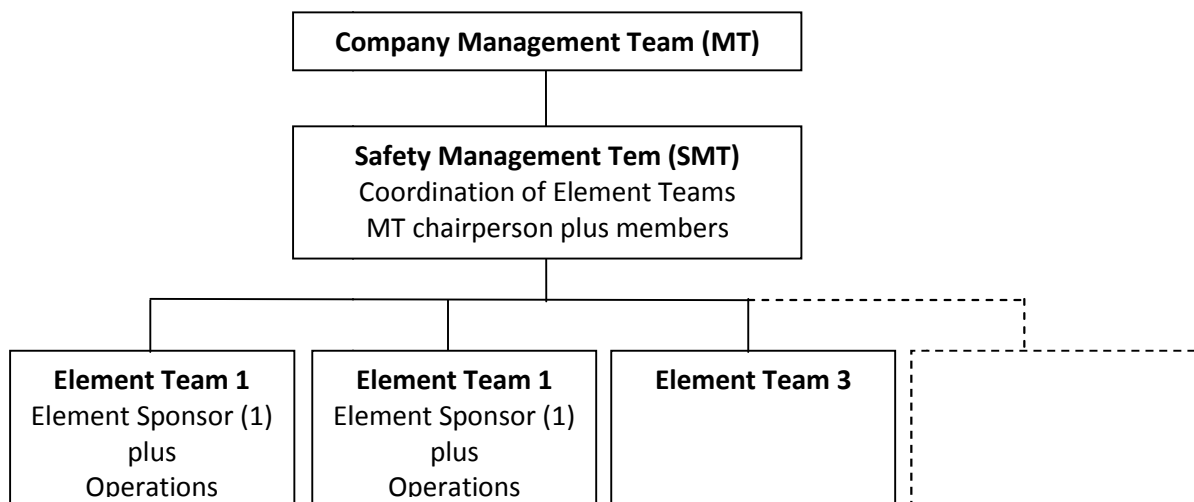 Company Management Team (MT)
Safety Management Tem (SMT)
Coordination of Element Teams
MT chairperson plus members
Element Team 1
Element Sponsor (1)
plus
Operations
Element Team 1
Element Sponsor (1)
plus
Operations
Element Team 3